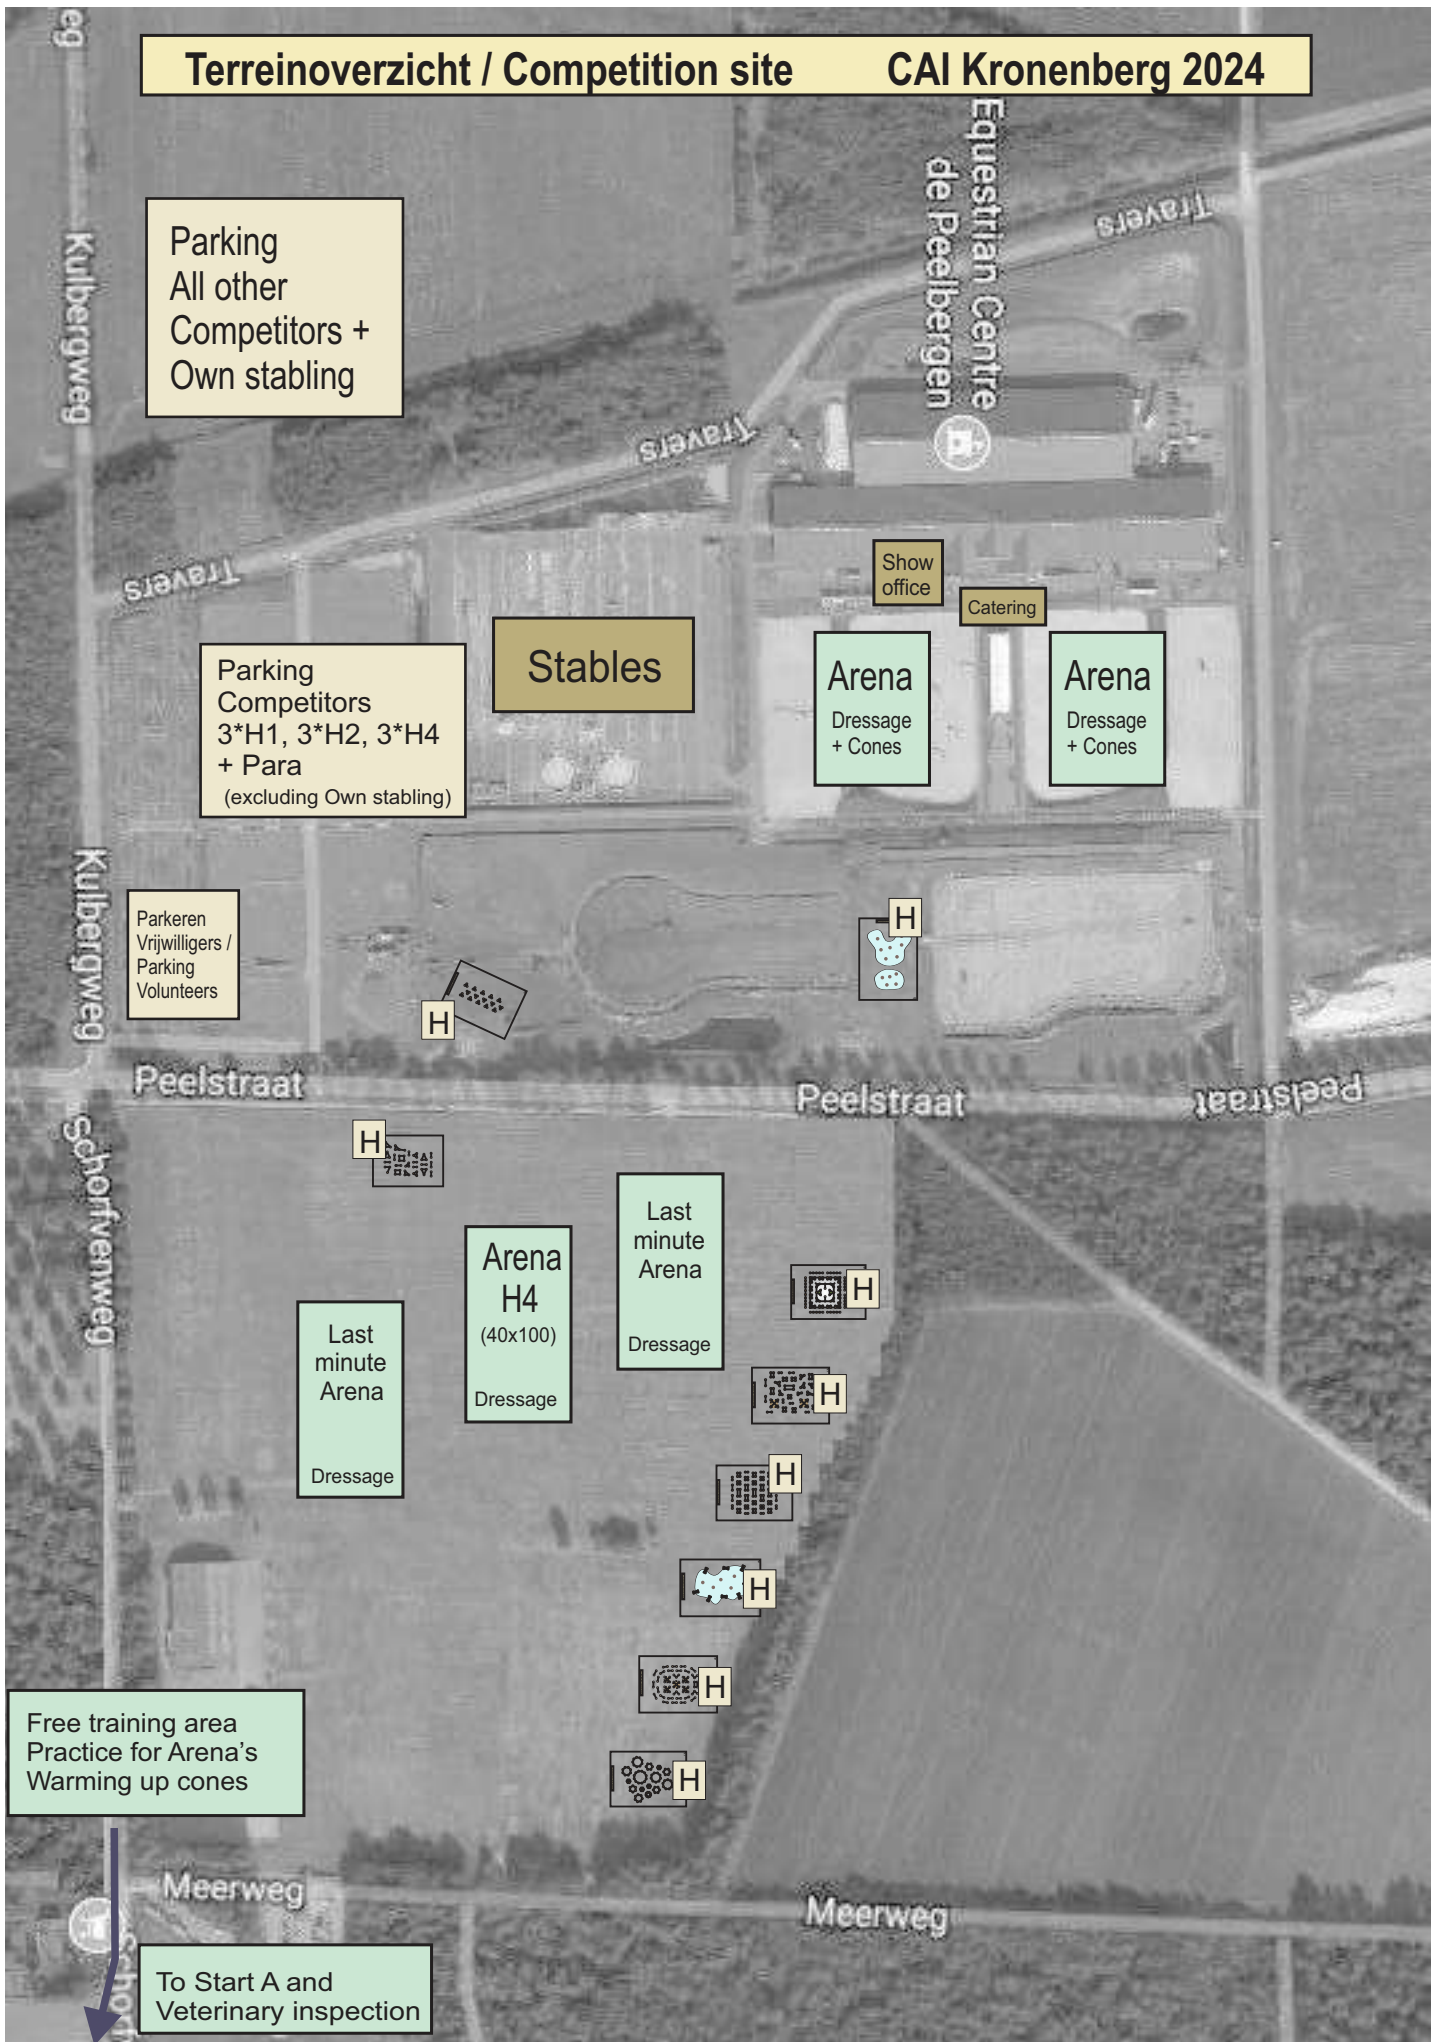 eg
Terreinoverzicht / Competition site CAI Kronenberg 2024
Equestrian Centre
de Peelbergen
Travers
Kulbergweg
Parking
All other
Competitors +
Own stabling
Travers
Travers
Show
office
Catering
Stables
Arena
Dressage
+ Cones
Arena
Dressage
+ Cones
Parking
Competitors
3*H1, 3*H2, 3*H4
+ Para
(excluding Own stabling)
Kulbergweg
Parkeren
Vrijwilligers /
Parking
Volunteers
H
H
Peelstraat
Peelstraat
Peelstraat
Schorfvenweg
H
Last
minute
Arena
Dressage
Arena
H4
(40x100)
Dressage
Last
minute
Arena
Dressage
H
H
H
H
H
H
Free training area
Practice for Arena's
Warming up cones
Meerweg
Meerweg
To Start A and
Veterinary inspection